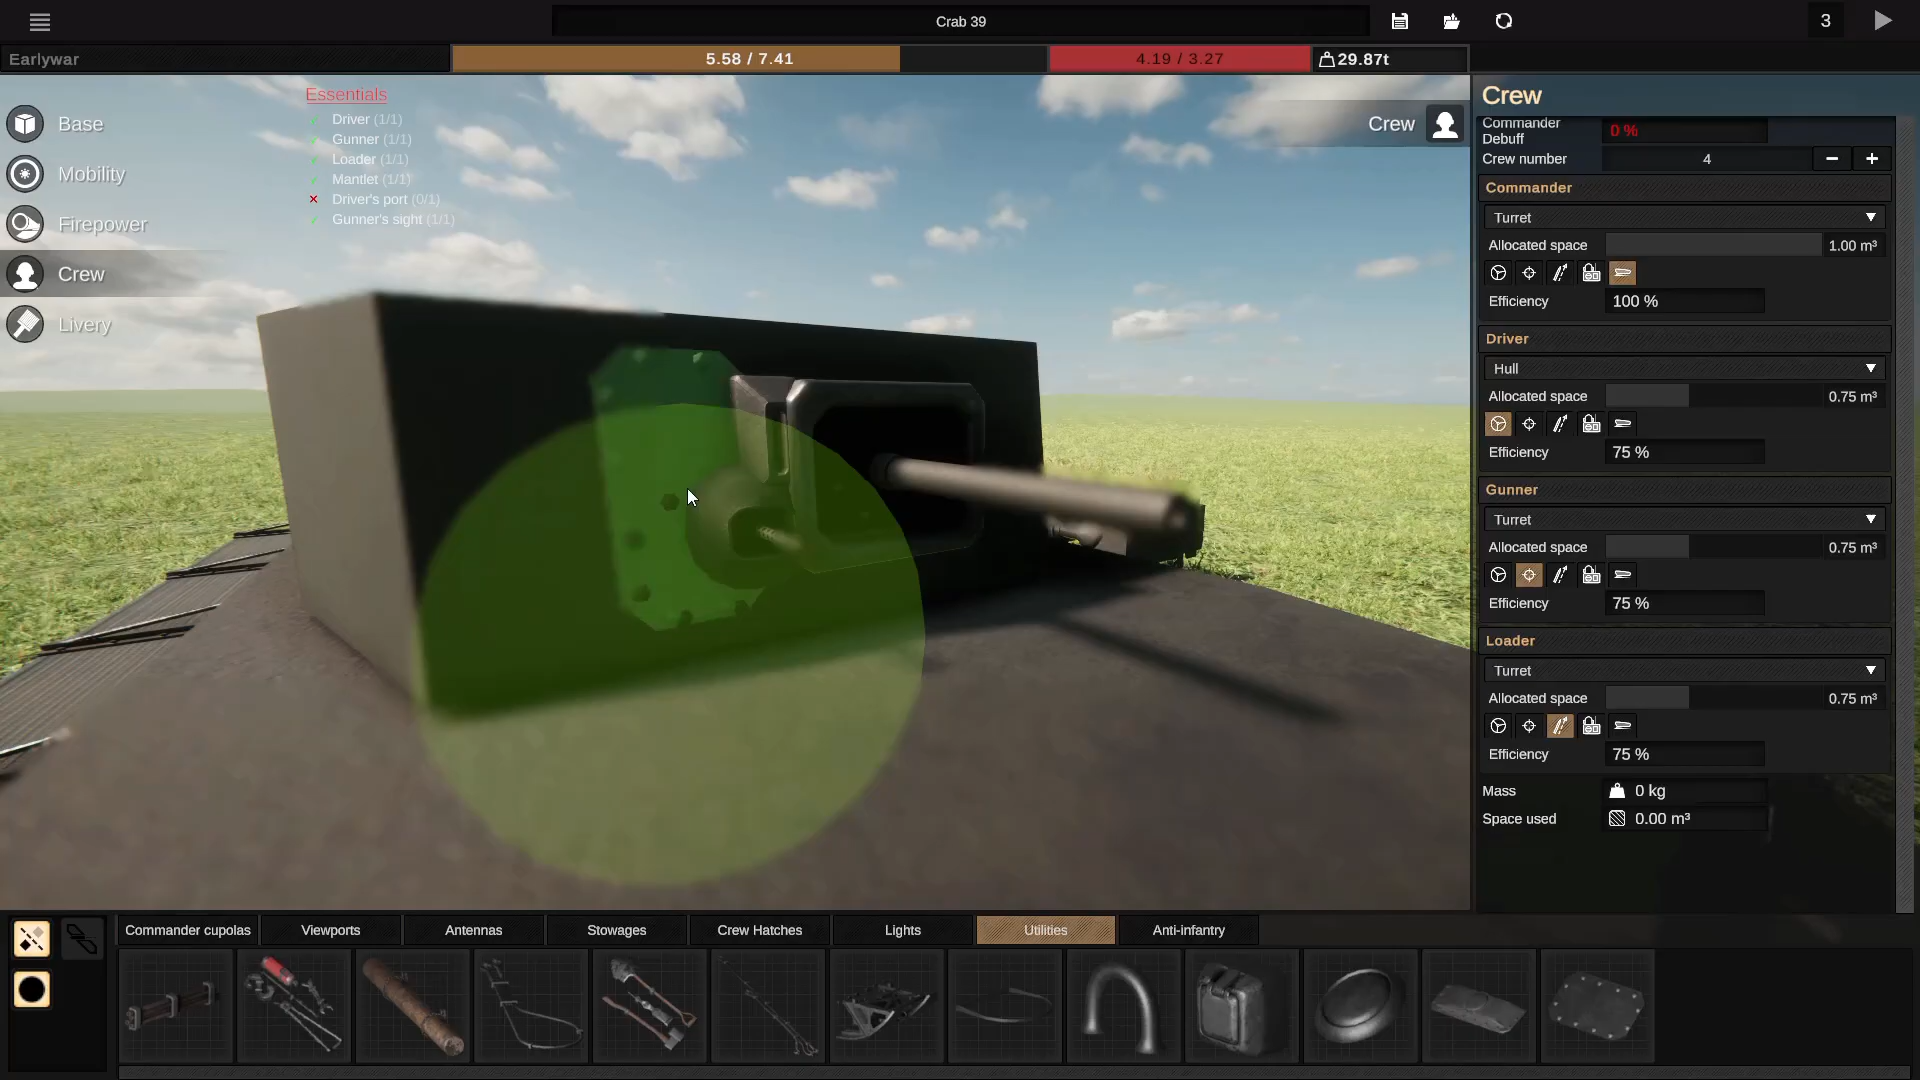 Crab 39
3
Earlywar
5.58 / 7.41
4.19 / 3.27
29.87t
Base
Mobility
Firepower
Crew
Livery
Essentials
Driver (1/1)
Gunner (1/1)
Loader (1/1)
Mantlet (1/1)
Driver's port (0/1)
Gunner's sight (1/1)
Crew
Crew
Commander Debuff
0 %
Crew number
4
Commander
Turret
Allocated space
1.00 m³
Efficiency
100 %
Driver
Hull
Allocated space
0.75 m³
Efficiency
75 %
Gunner
Turret
Allocated space
0.75 m³
Efficiency
75 %
Loader
Turret
Allocated space
0.75 m³
Efficiency
75 %
Mass
0 kg
Space used
0.00 m³
Commander cupolas
Viewports
Antennas
Stowages
Crew Hatches
Lights
Utilities
Anti-infantry